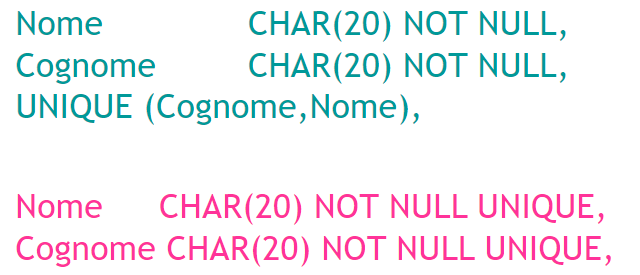 Nome CHAR(20) NOT NULL,
Cognome CHAR(20) NOT NULL,
UNIQUE (Cognome,Nome),
Nome CHAR(20) NOT NULL UNIQUE,
Cognome CHAR(20) NOT NULL UNIQUE,